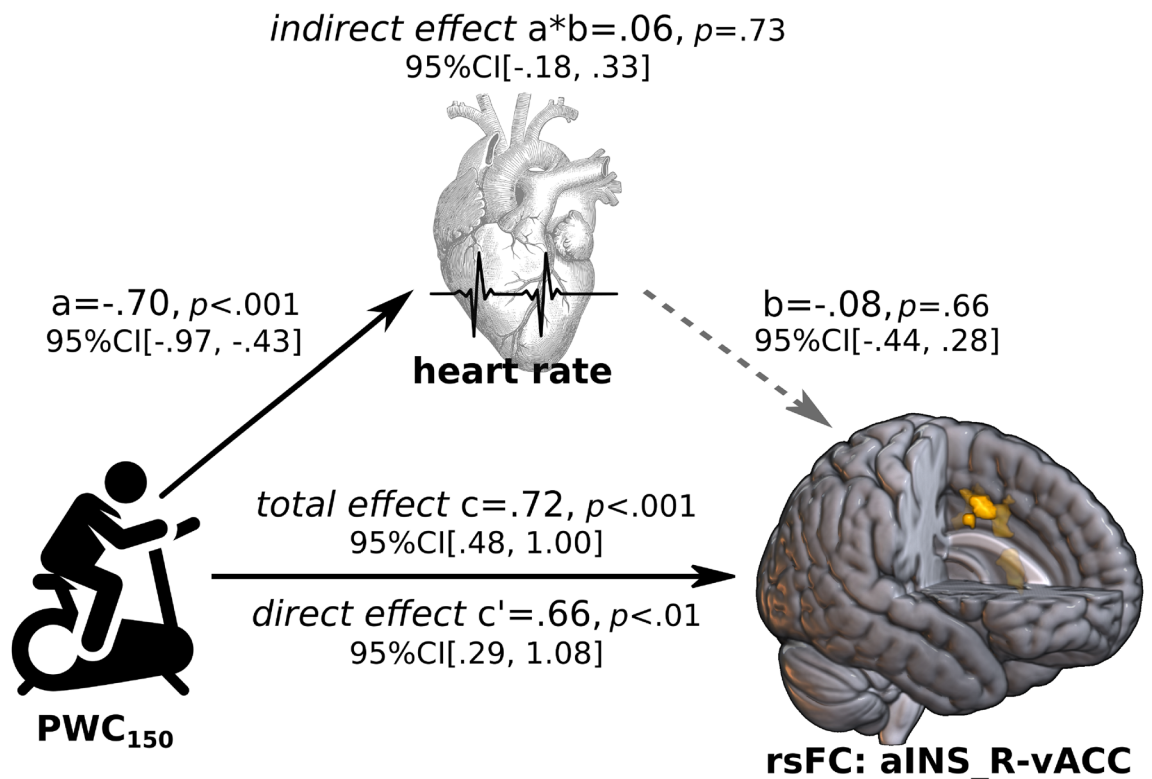 indirect effect a*b=.06, p=.73
95%CI[-.18, .33]
a=-.70, p<.001
95%CI[-.97, -.43]
b=-.08, p=.66
95%CI[-.44, .28]
heart rate
total effect c=.72, p<.001
95%CI[.48, 1.00]
direct effect c'=.66, p<.01
95%CI[.29, 1.08]
PWC150
rsFC: aINS_R-vACC